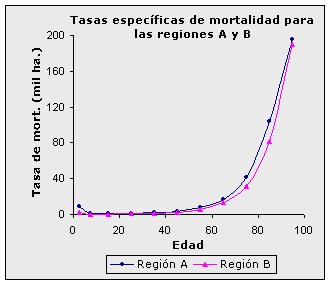 Tasas específicas de mortalidad para
las regiones A y B
Tasa de mort. (mil ha.)
200
160
120
80
40
0
0 20 40 60 80 100
Edad
Región A Región B